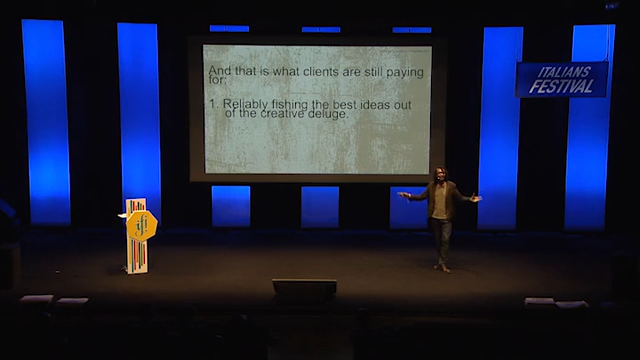 And that is what clients are still paying
for:
1. Reliably fishing the best ideas out
of the creative deluge.
ITALIANS
FESTIVAL